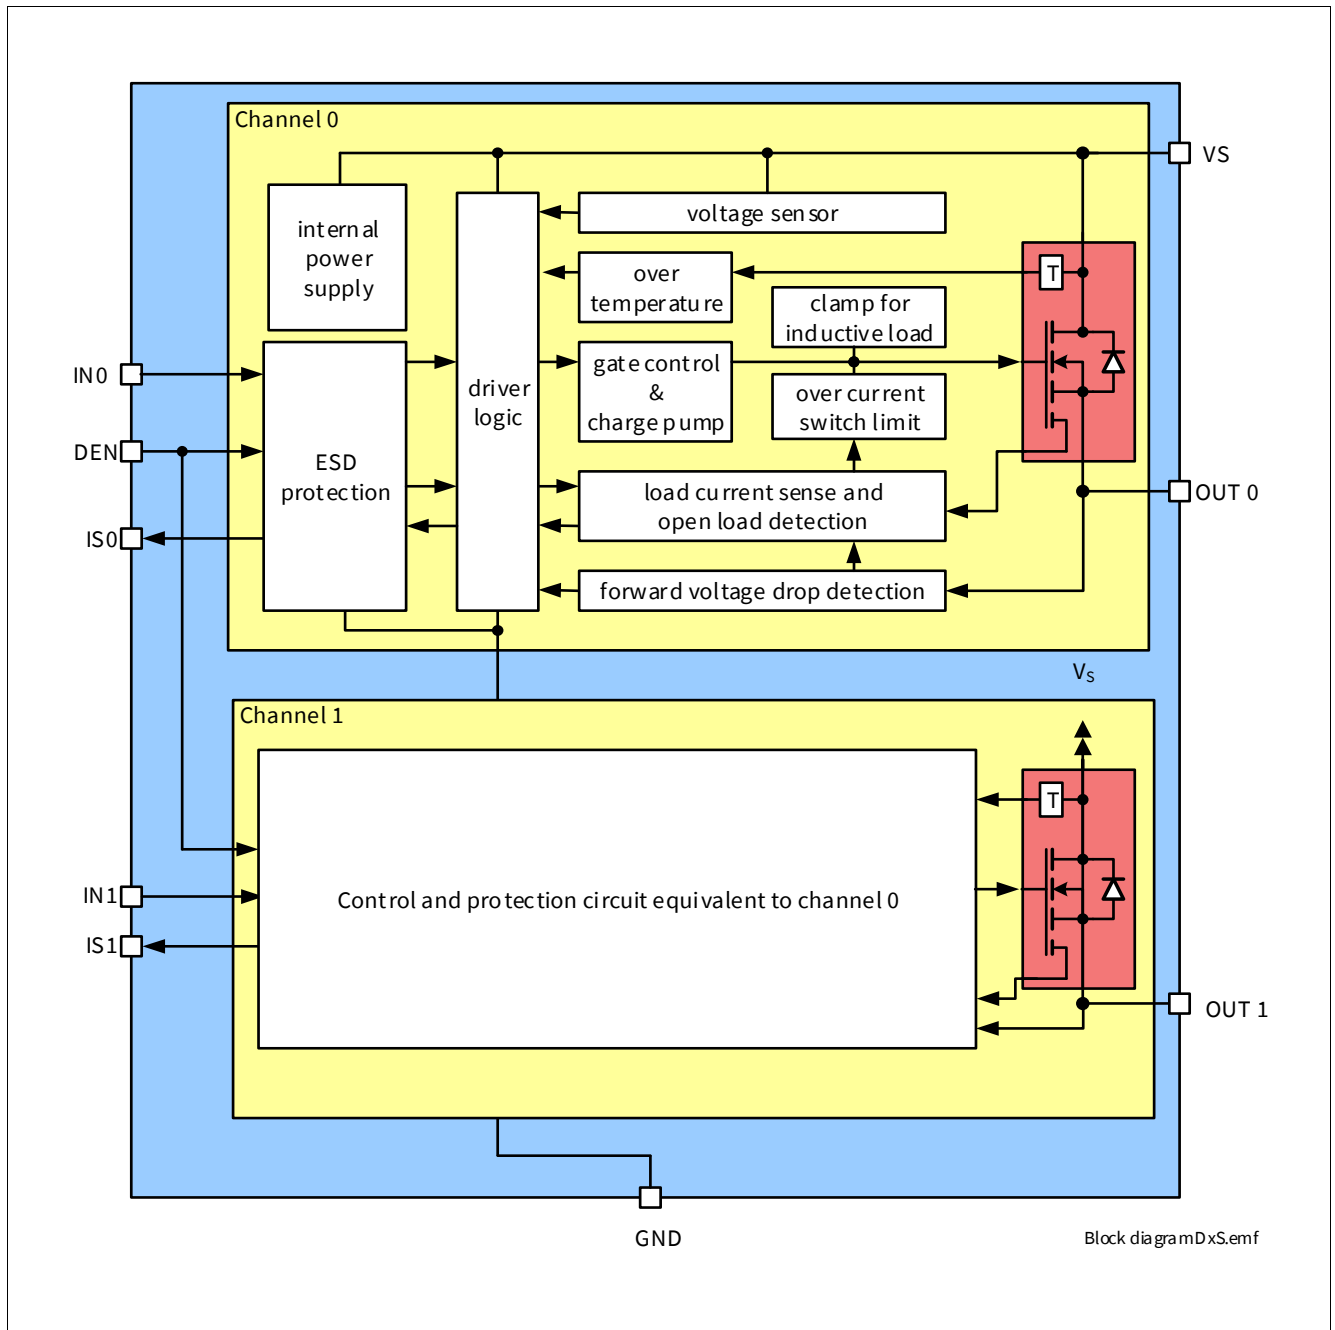 Channel 0
VS
voltage sensor
internal
power
supply
over
temperature
T
clamp for
inductive load
IN0
gate control
&
charge pump
driver
logic
over current
switch limit
DEN
ESD
protection
load current sense and
open load detection
OUT 0
IS0
forward voltage drop detection
VS
Channel 1
T
IN1
Control and protection circuit equivalent to channel 0
IS1
OUT 1
GND
Block diagramDxS.emf